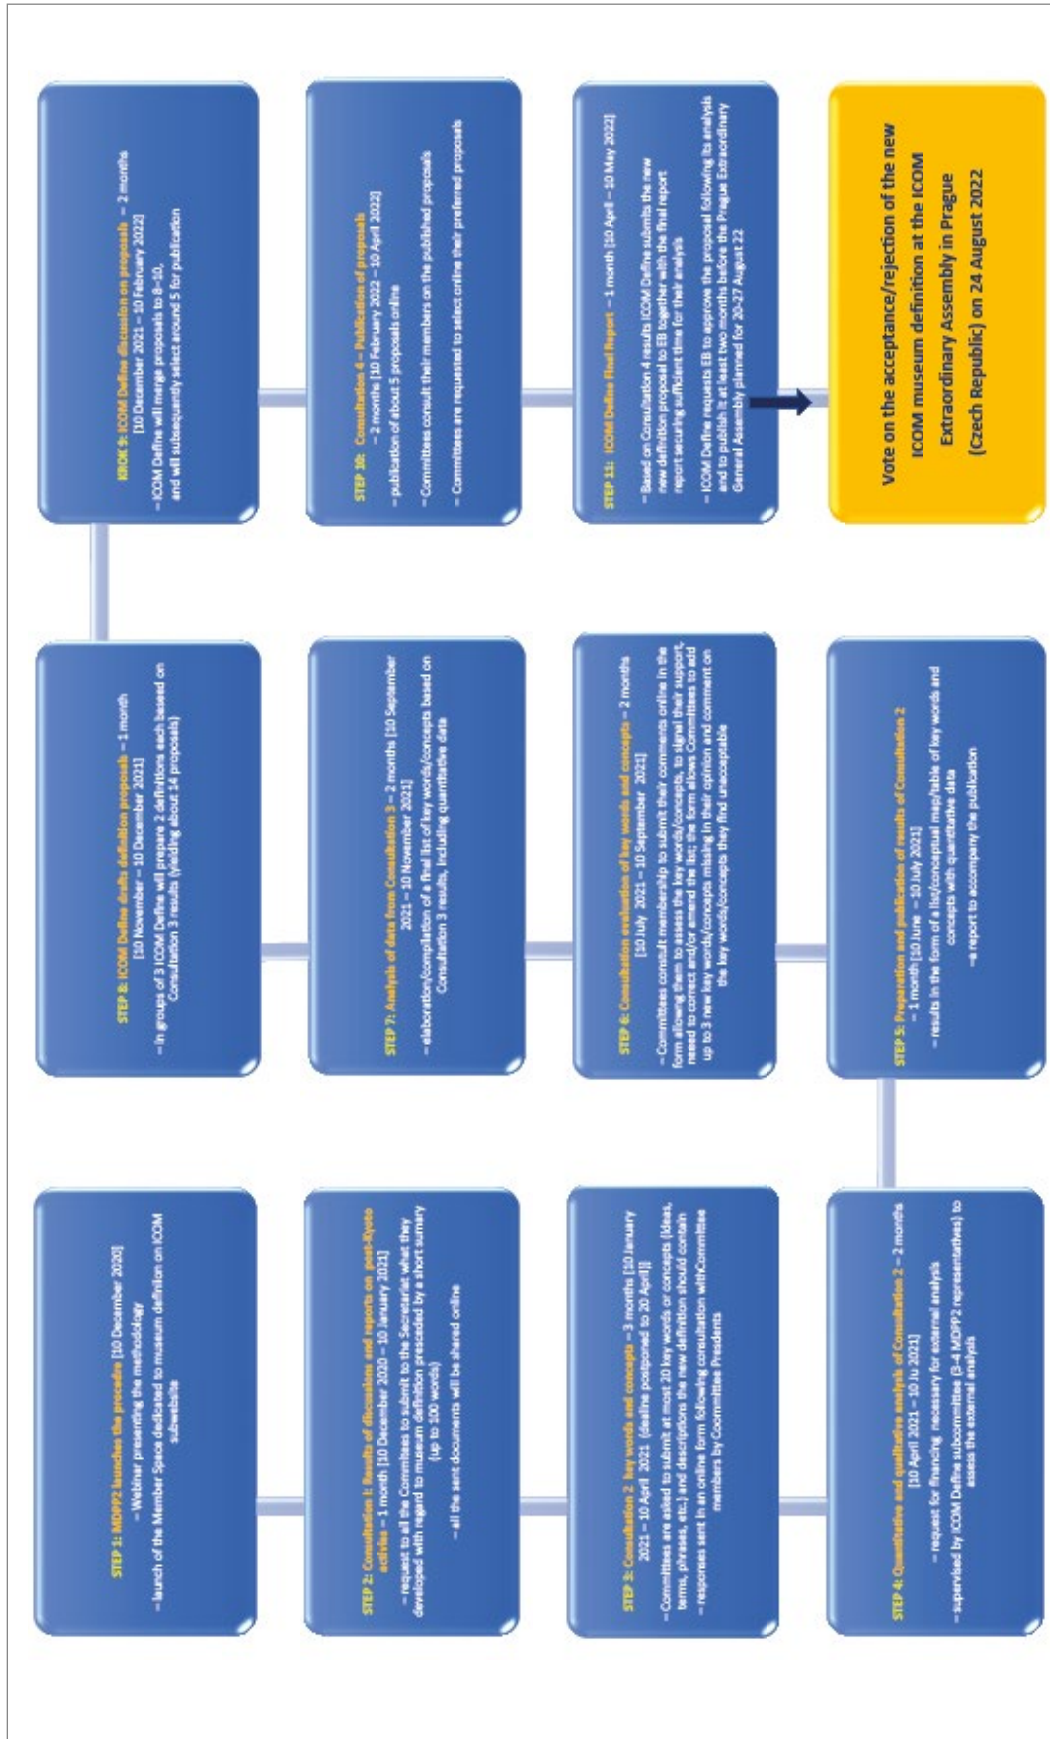 STEP 1: MDPP2 launches the procedre [10 December 2020]
– Webinar presenting the methodology
– launch of the Member Space dedicated to museum definiion on ICOM
subwebsite
STEP 2: Consultation I: Results of discussions and reports on post-Kyoto
activies – 1 month [10 December 2020 – 10 January 2021]
– request to all the Commitees to submit to the Secretariat what they
developed with regard to museum definition preceded by a short sumary
(up to 100 words)
– all the sent documents will be shared online
STEP 3: Consultation 2 key words and concepts – 3 months [10 January
2021 – 10 April 2021 (dealine postponed to 20 April)]
– Committees are asked to submit at most 20 key words or concepts (ideas,
terms, phrases, etc.) and descriptions the new definition should contain
– responses sent in an online form following consultation withCommittee
members by Coommittee Presdents
STEP 4: Quantitative and qualitative analysis of Consultation 2 – 2 months
[10 April 2021 – 10 Ju 2021]
– request for financing necessary for external analysis
– supervised by ICOM Define subcommittee (3-4 MDPP2 representatives) to
assess the external analysis
STEP 5: Preparation and publication of results of Consultation 2
– 1 month [10 June – 10 July 2021]
– results in the form of a list/conceptual map/table of key words and
concepts with quantitative data
–a report to accompany the publication
STEP 6: Consultation evaluation of key words and concepts – 2 months
[10 July 2021 – 10 September 2021]
– Committees constult membership to submit their comments online in the
form allowing them to assess the key words/concepts, to signal their support,
neeed to correct and/or amend the list; the form allows Committees to add
up to 3 new key words/concepts missing in their opinion and comment on
the key words/concepts they find unacceptable
STEP 7: Analysis of data from Consultation 3 – 2 months [10 September
2021 – 10 November 2021]
– elaboration/compilation of a final list of key words/concepts based on
Consultation 3 results, including quantitative data
STEP 8: ICOM Define drafts definition proposals – 1 month
[10 November – 10 December 2021]
– in groups of 3 ICOM Define will prepare 2 definitions each baseed on
Consultation 3 results (yielding about 14 proposals)
KROK 9: ICOM Define discussion on proposals – 2 months
[10 December 2021 – 10 February 2022]
– ICOM Define will merge proposals to 8–10,
and will subsequently select around 5 for publication
STEP 10: Consultation 4 – Publication of proposals
– 2 months [10 February 2022 – 10 April 2022]
– publication of about 5 proposals online
– Committees consult their members on the published proposals
– Committees are requested to select online their preferred proposals
STEP 11: ICOM Define Final Report – 1 month [10 April – 10 May 2022]
– Based on Consultation 4 results ICOM Define submits the new
new definition proposal to EB together with the final report
report securing sufficient time for their analysis
– ICOM Define requests EB to approve the proposal following its analysis
and to publish it at least two months before the Prague Extraordinary
General Assembly planned for 20-27 August 22
Vote on the acceptance/rejection of the new
ICOM museum definition at the ICOM
Extraordinary Assembly in Prague
(Czech Republic) on 24 August 2022